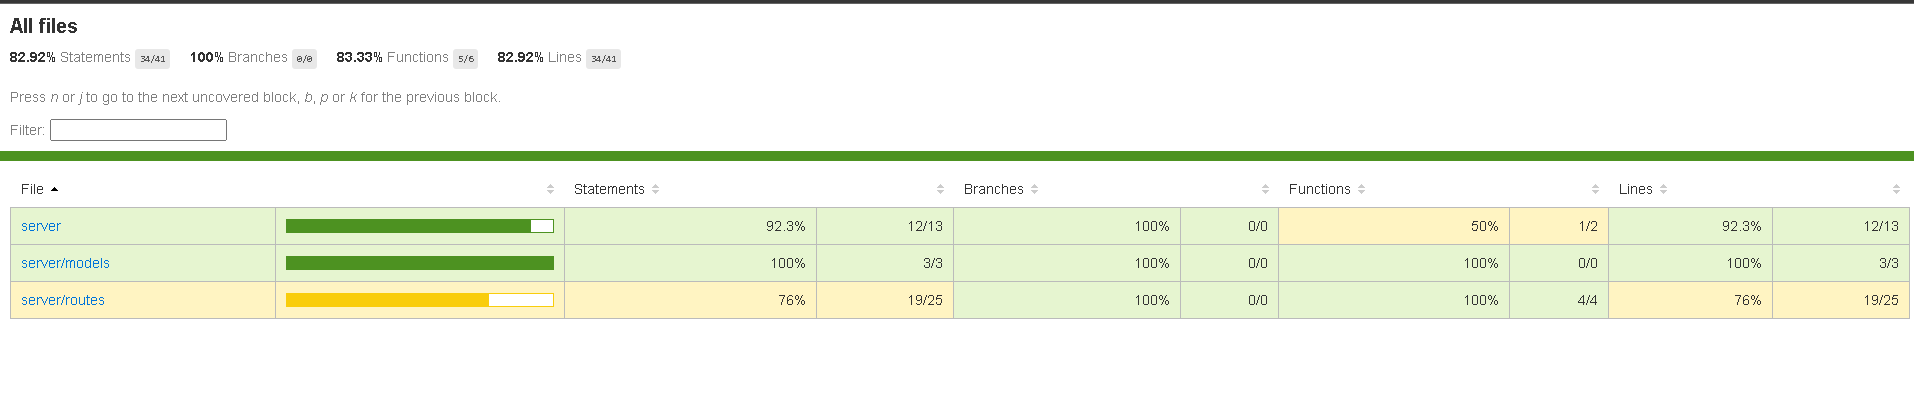 All files
82.92% Statements 34/41 100% Branches 0/0 83.33% Functions 5/6 82.92% Lines 34/41
Press n or j to go to the next uncovered block, b, p or k for the previous block.
Filter:
File Statements Branches Functions Lines
server 92.3% 12/13 100% 0/0 50% 1/2 92.3% 12/13
server/models 100% 3/3 100% 0/0 100% 0/0 100% 3/3
server/routes 76% 19/25 100% 0/0 100% 4/4 76% 19/25